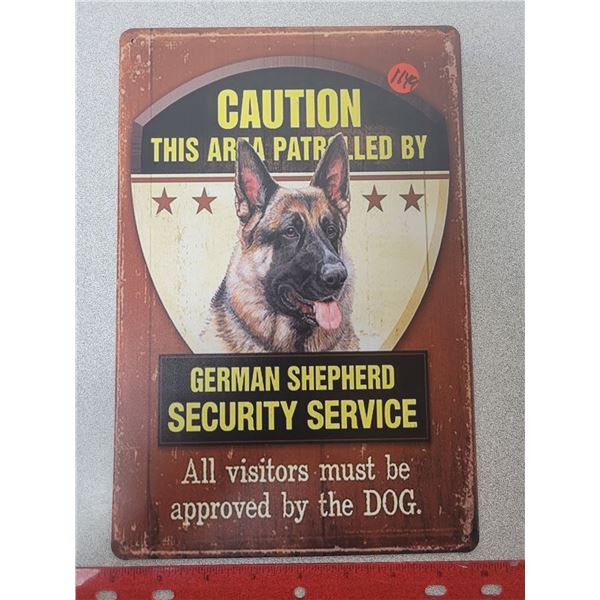 CAUTION
THIS AREA PATROLLED BY
GERMAN SHEPHERD
SECURITY SERVICE
All visitors must be
approved by the DOG.